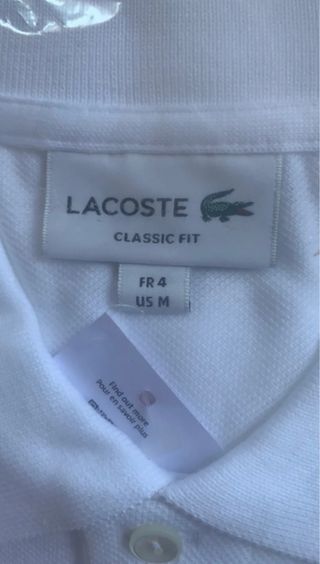 LACOSTE
CLASSIC FIT
FR 4
US M
Find out more
Pour en savoir plus